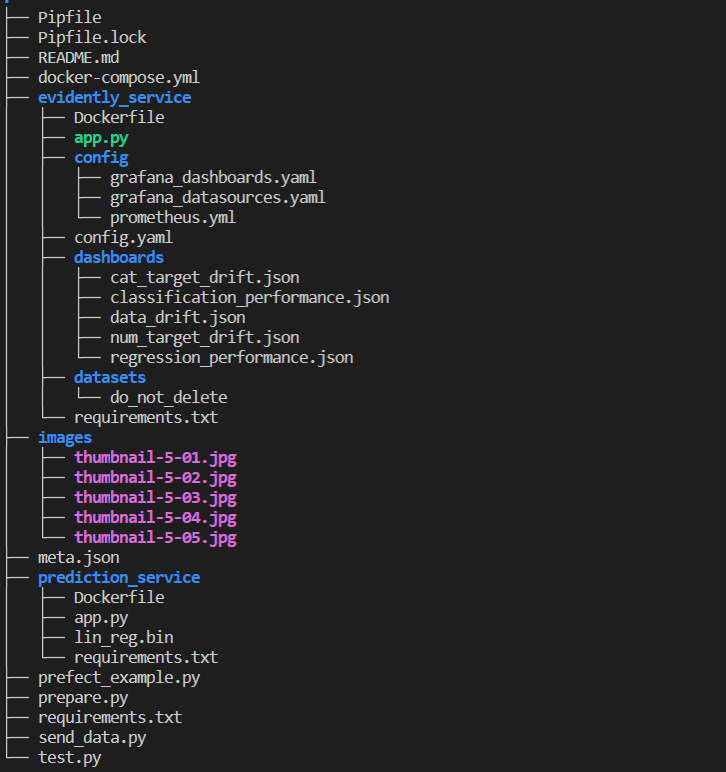 .
├── Pipfile
├── Pipfile.lock
├── README.md
├── docker-compose.yml
├── evidently_service
│   ├── Dockerfile
│   ├── app.py
│   ├── config
│   │   ├── grafana_dashboards.yaml
│   │   ├── grafana_datasources.yaml
│   │   └── prometheus.yml
│   ├── config.yaml
│   ├── dashboards
│   │   ├── cat_target_drift.json
│   │   ├── classification_performance.json
│   │   ├── data_drift.json
│   │   ├── num_target_drift.json
│   │   └── regression_performance.json
│   ├── datasets
│   │   └── do_not_delete
│   └── requirements.txt
├── images
│   ├── thumbnail-5-01.jpg
│   ├── thumbnail-5-02.jpg
│   ├── thumbnail-5-03.jpg
│   ├── thumbnail-5-04.jpg
│   └── thumbnail-5-05.jpg
├── meta.json
├── prediction_service
│   ├── Dockerfile
│   ├── app.py
│   ├── lin_reg.bin
│   └── requirements.txt
├── prefect_example.py
├── prepare.py
├── requirements.txt
├── send_data.py
└── test.py